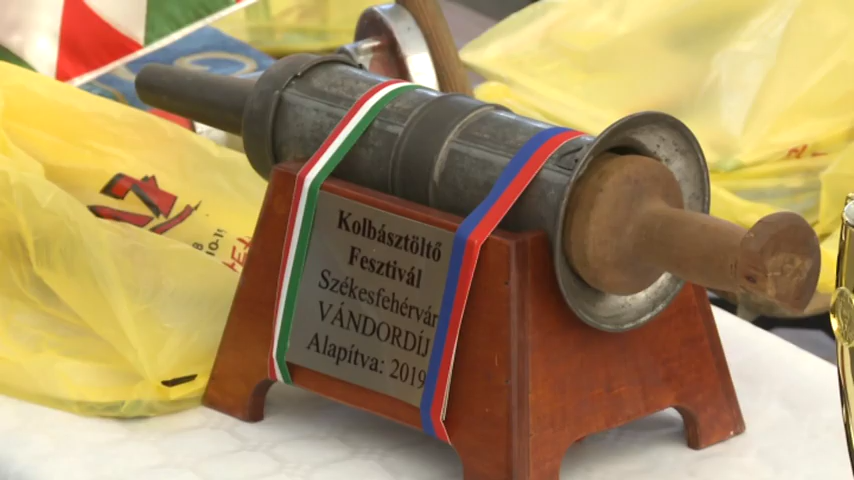 Kolbásztöltő
Fesztivál
Székesfehérvár
VÁNDORDÍJ
Alapítva: 2019